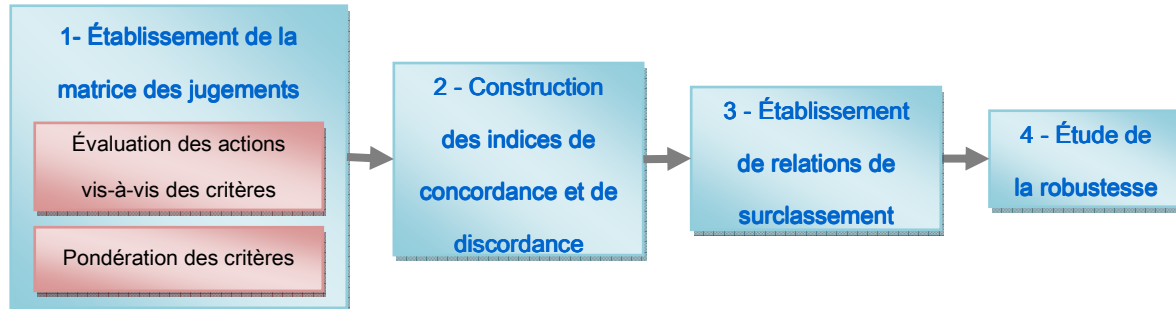 1- Établissement de la
matrice des jugements
Évaluation des actions
vis-à-vis des critères
Pondération des critères
2 - Construction
des indices de
concordance et de
discordance
3 - Établissement
de relations de
surclassement
4 - Étude de
la robustesse